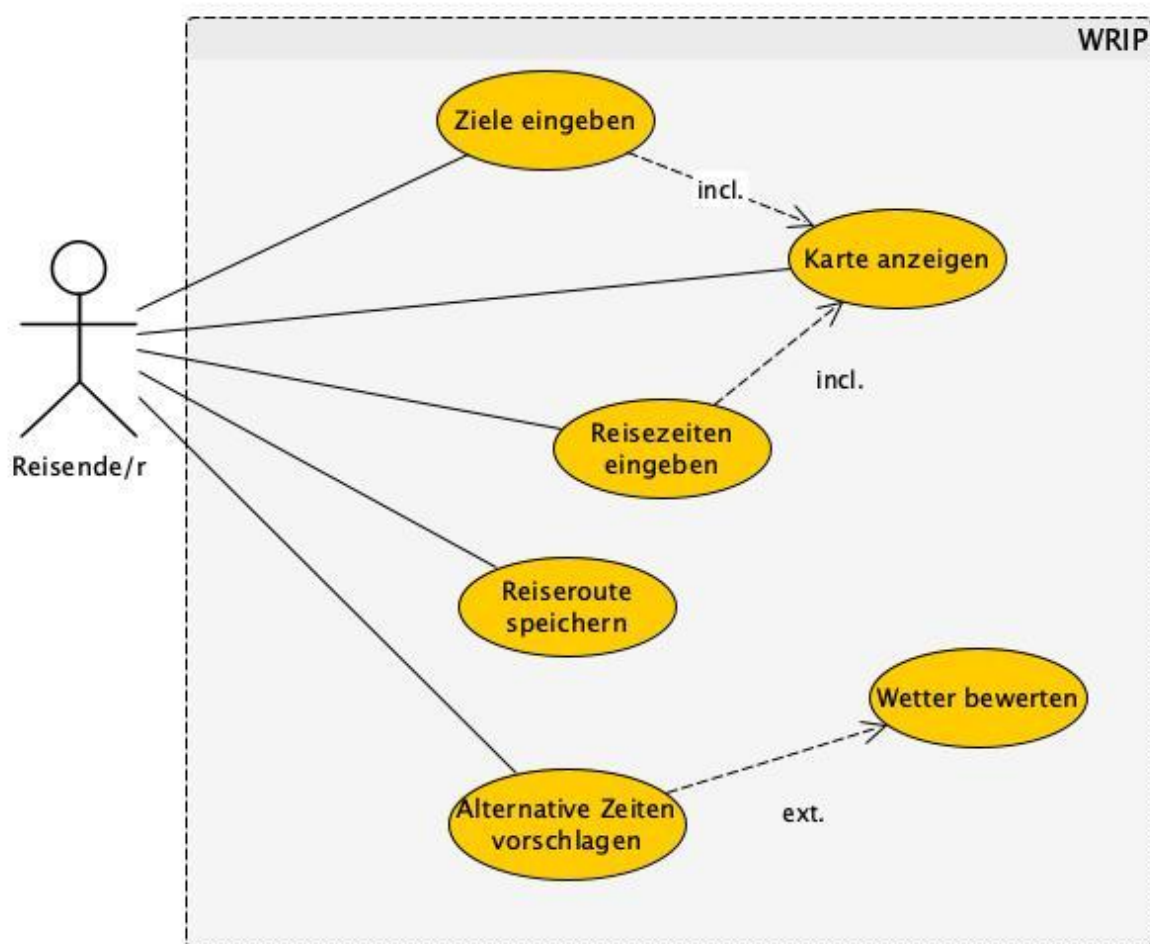 WRIP
Ziele eingeben
incl.
Karte anzeigen
incl.
Reisezeiten
eingeben
Reisende/r
Reiseroute
speichern
Wetter bewerten
Alternative Zeiten
vorschlagen
ext.